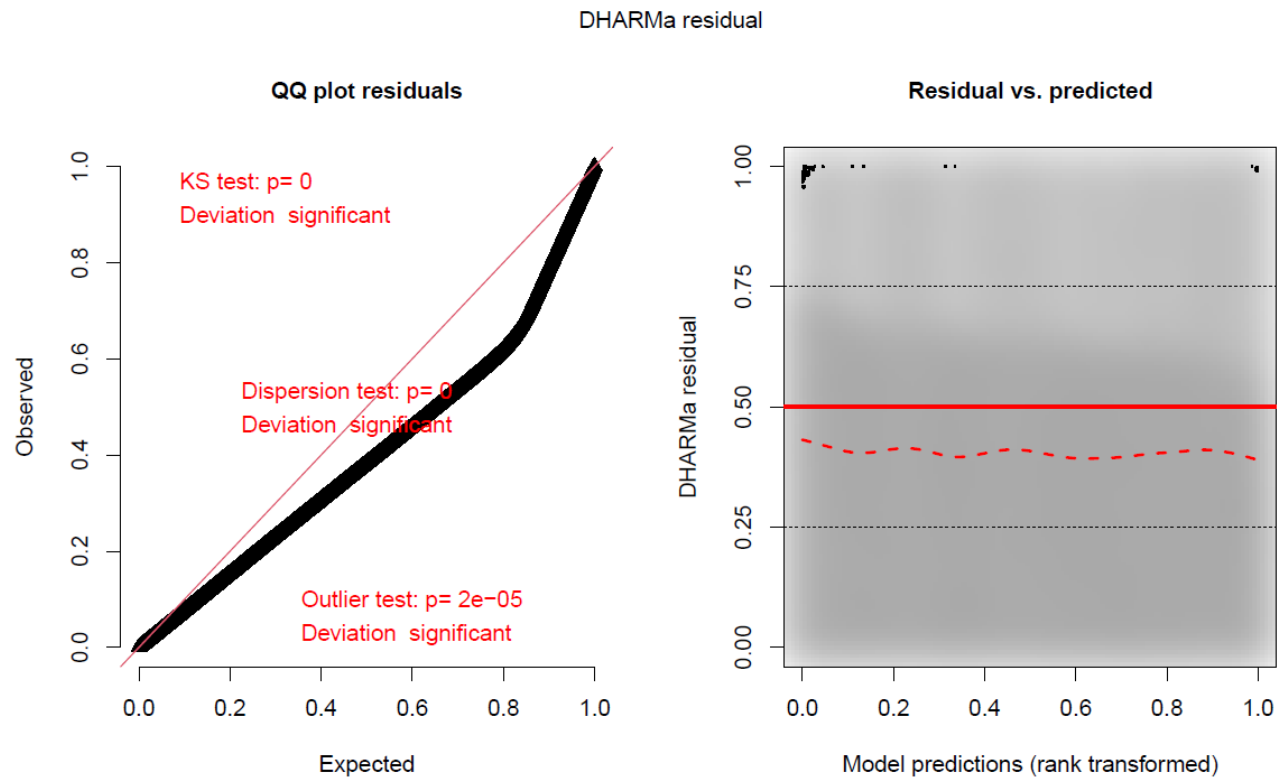 DHARMa residual
QQ plot residuals
KS test: p= 0
Deviation  significant
Dispersion test: p= 0
Deviation  significant
Outlier test: p= 2e−05
Deviation  significant
Observed
0.0
0.2
0.4
0.6
0.8
1.0
0.0
0.2
0.4
0.6
0.8
1.0
Expected
Residual vs. predicted
DHARMa residual
0.00
0.25
0.50
0.75
1.00
0.0
0.2
0.4
0.6
0.8
1.0
Model predictions (rank transformed)